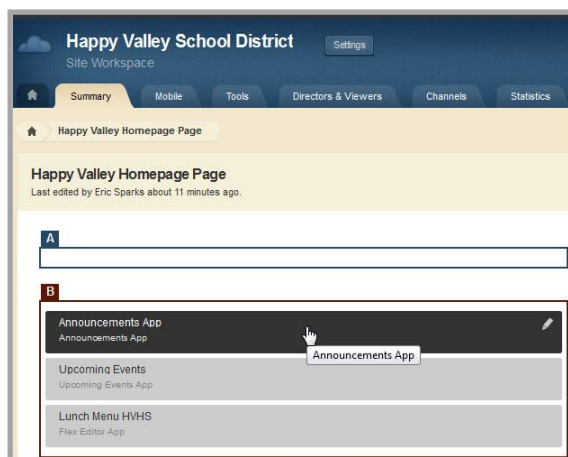 Happy Valley School District
Settings
Site Workspace
Summary
Mobile
Tools
Directors & Viewers
Channels
Statistics
Happy Valley Homepage Page
Happy Valley Homepage Page
Last edited by Eric Sparks about 11 minutes ago.
A
B
Announcements App
Announcements App
Announcements App
Upcoming Events
Upcoming Events App
Lunch Menu HVHS
Flex Editor App